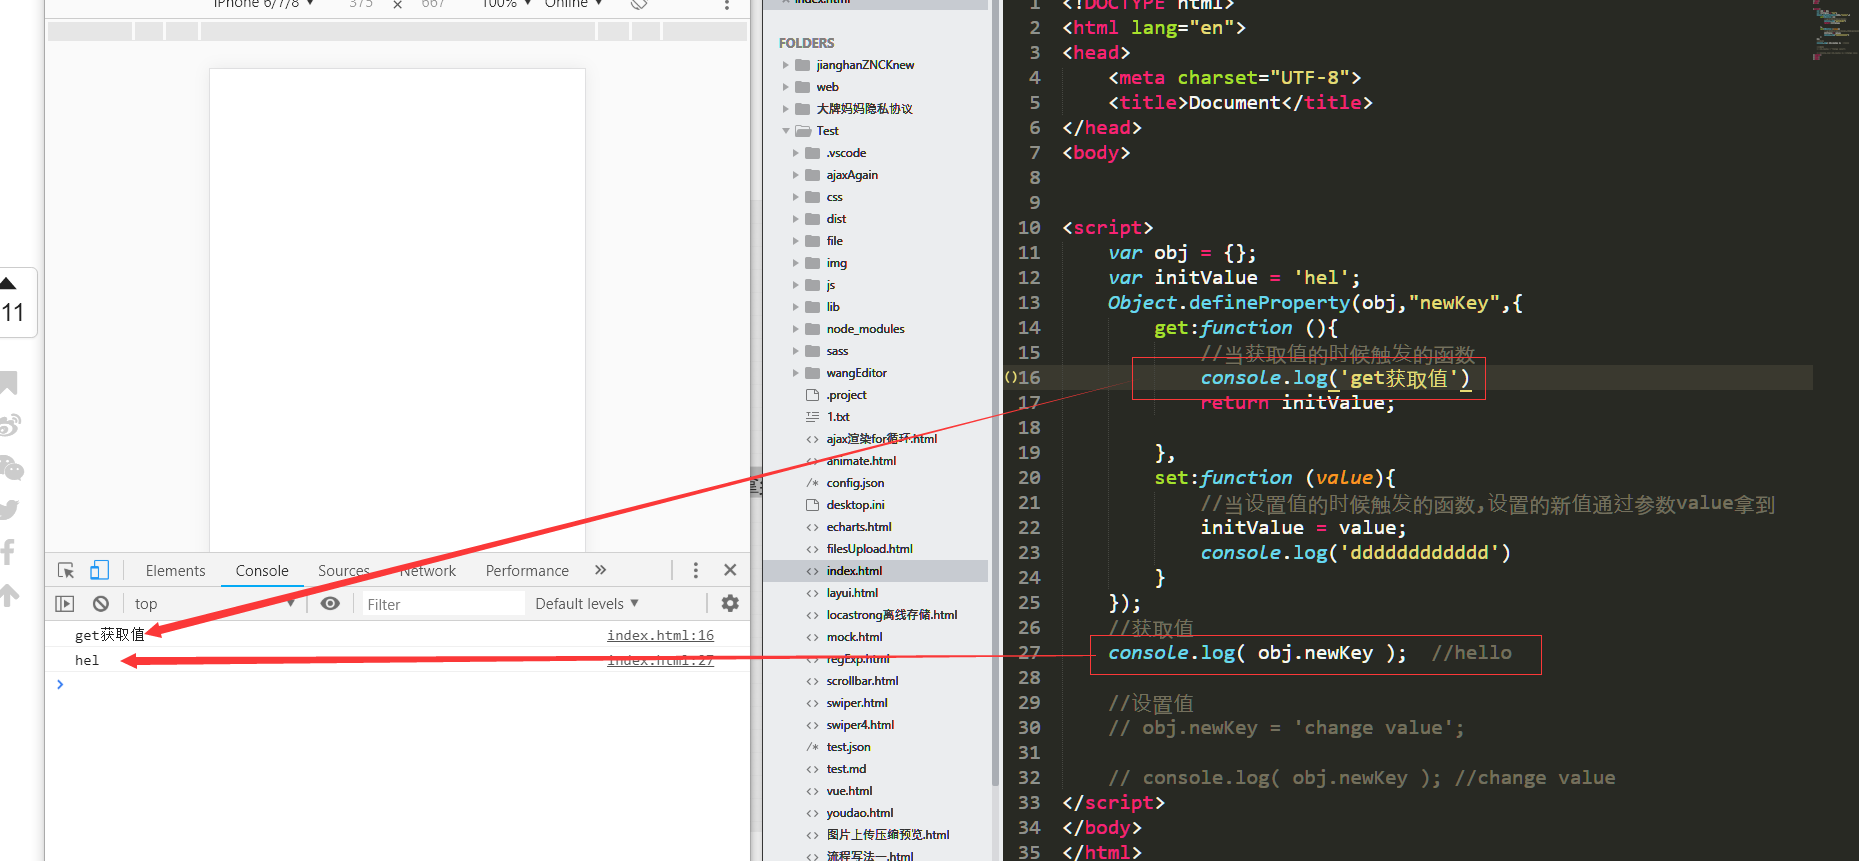 iPhone 6/7/8 ▼ 375 × 667 100% ▼ Online ▼
11
Elements Console Sources Network Performance »
top ▼ Filter Default levels ▼
get获取值 index.html:16
hel index.html:27
>
index.html
FOLDERS
jianghanZNCKnew
web
大牌妈妈隐私协议
Test
.vscode
ajaxAgain
css
dist
file
img
js
lib
node_modules
sass
wangEditor
.project
1.txt
ajax渲染for循环.html
animate.html
config.json
desktop.ini
echarts.html
filesUpload.html
index.html
layui.html
locastrong离线存储.html
mock.html
regExp.html
scrollbar.html
swiper.html
swiper4.html
test.json
test.md
vue.html
youdao.html
图片上传压缩预览.html
流程写法一.html
1 <!DOCTYPE html>
2 <html lang="en">
3 <head>
4 <meta charset="UTF-8">
5 <title>Document</title>
6 </head>
7 <body>
8
9
10 <script>
11 var obj = {};
12 var initValue = 'hel';
13 Object.defineProperty(obj,"newKey",{
14 get:function (){
15 //当获取值的时候触发的函数
()16 console.log('get获取值')
17 return initValue;
18
19 },
20 set:function (value){
21 //当设置值的时候触发的函数,设置的新值通过参数value拿到
22 initValue = value;
23 console.log('dddddddddddd')
24 }
25 });
26 //获取值
27 console.log( obj.newKey ); //hello
28
29 //设置值
30 // obj.newKey = 'change value';
31
32 // console.log( obj.newKey ); //change value
33 </script>
34 </body>
35 </html>